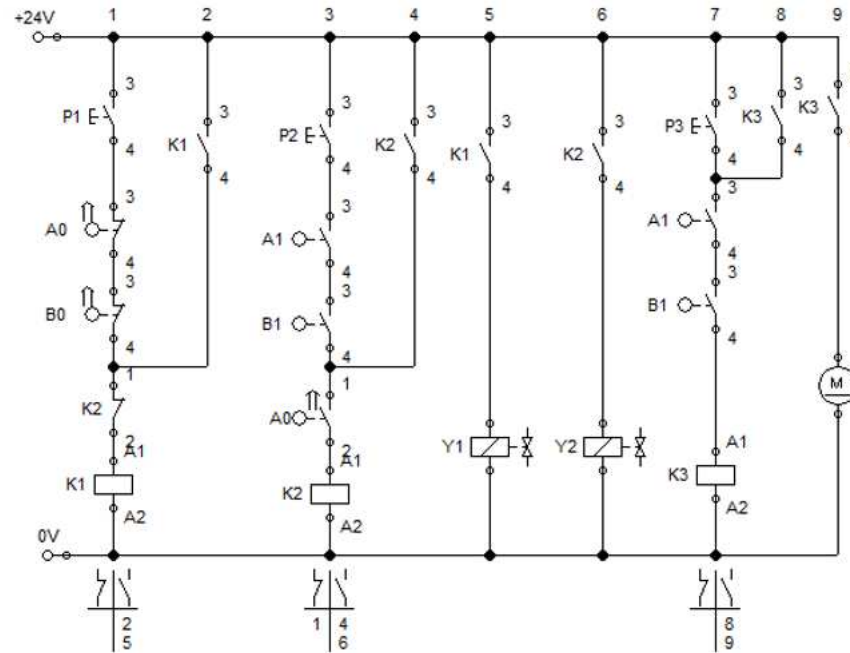 1 2 3 4 5 6 7 8 9
+24V
3 3 3 3 3 3 3 3
P1 K1 P2 K2 K1 K2 P3 K3 K3
4 4 4 4 4 4 4 4
3 3 3
A0 A1 A1
4 4 4
3 3 3
B0 B1 B1
4 4 4
1 1
K2 A0
2 2
Y1 Y2
A1 A1 A1
K1 K2 K3
A2 A2 A2
M
0V
2 1 4 8
5 6 9